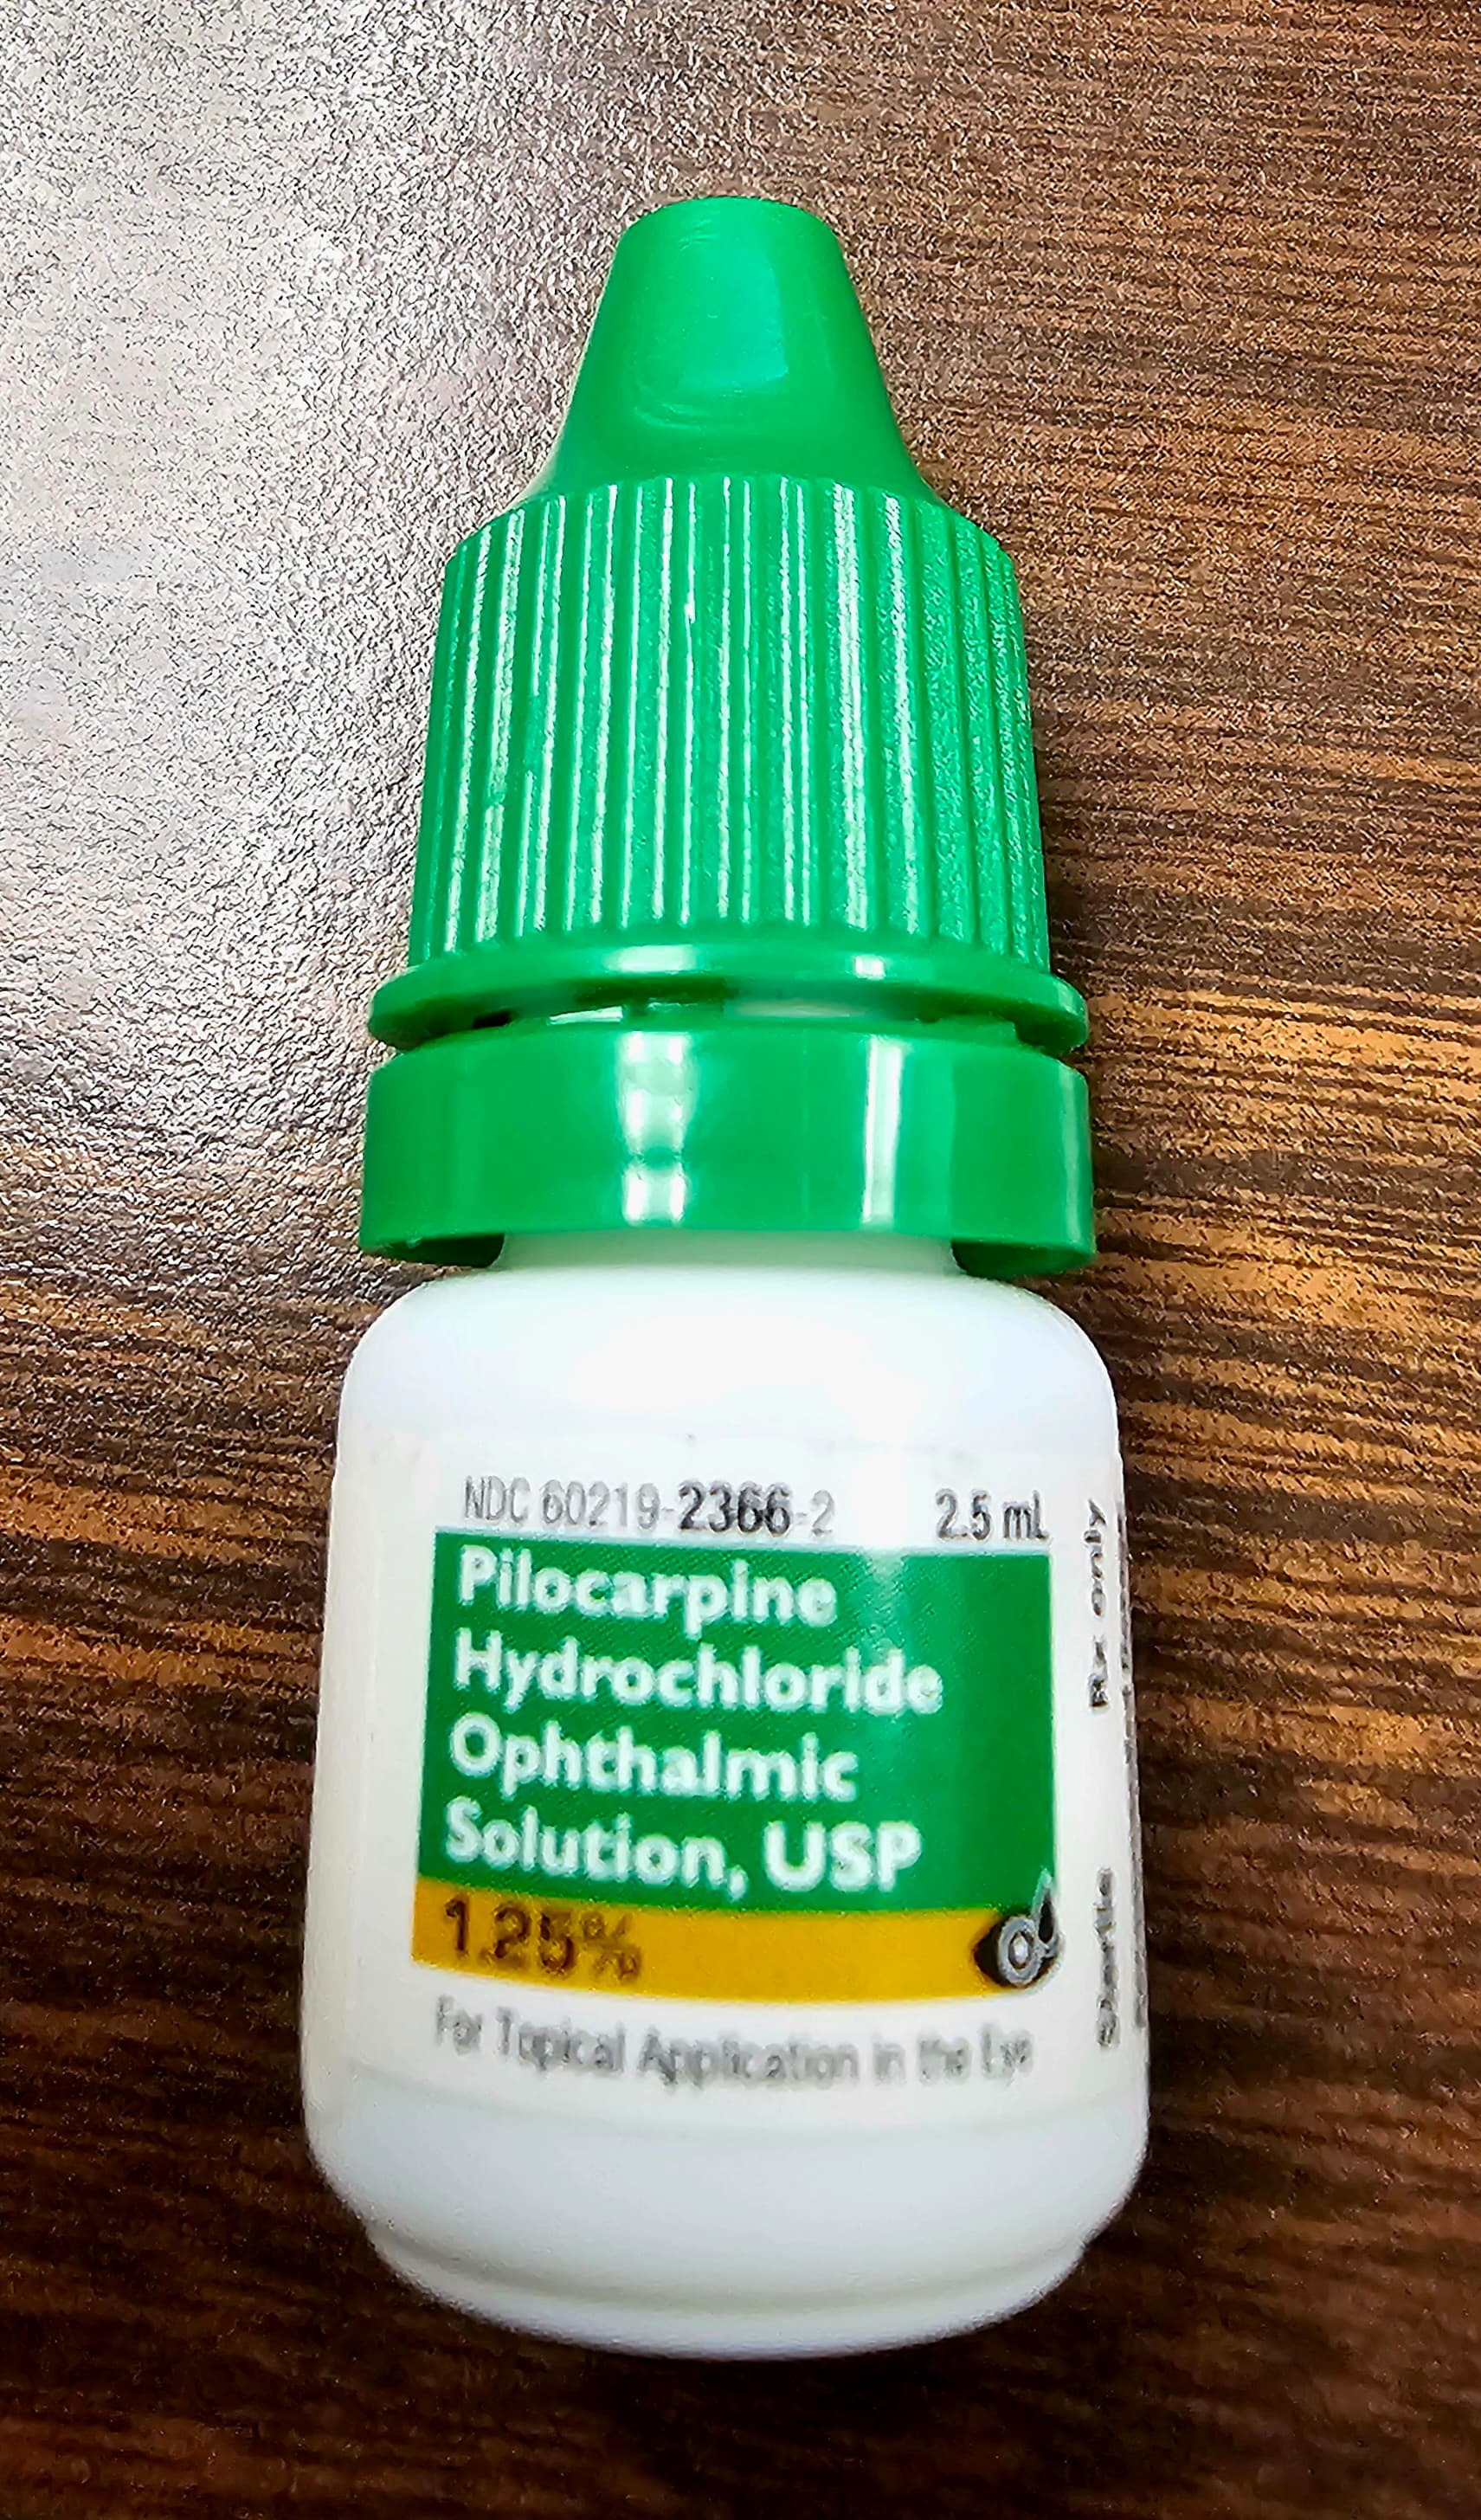 NDC 60219-2366-2 2.5 mL
Pilocarpine
Hydrochloride
Ophthalmic
Solution, USP
1.25%
For Topical Application in the Eye
Rx only
Sterile